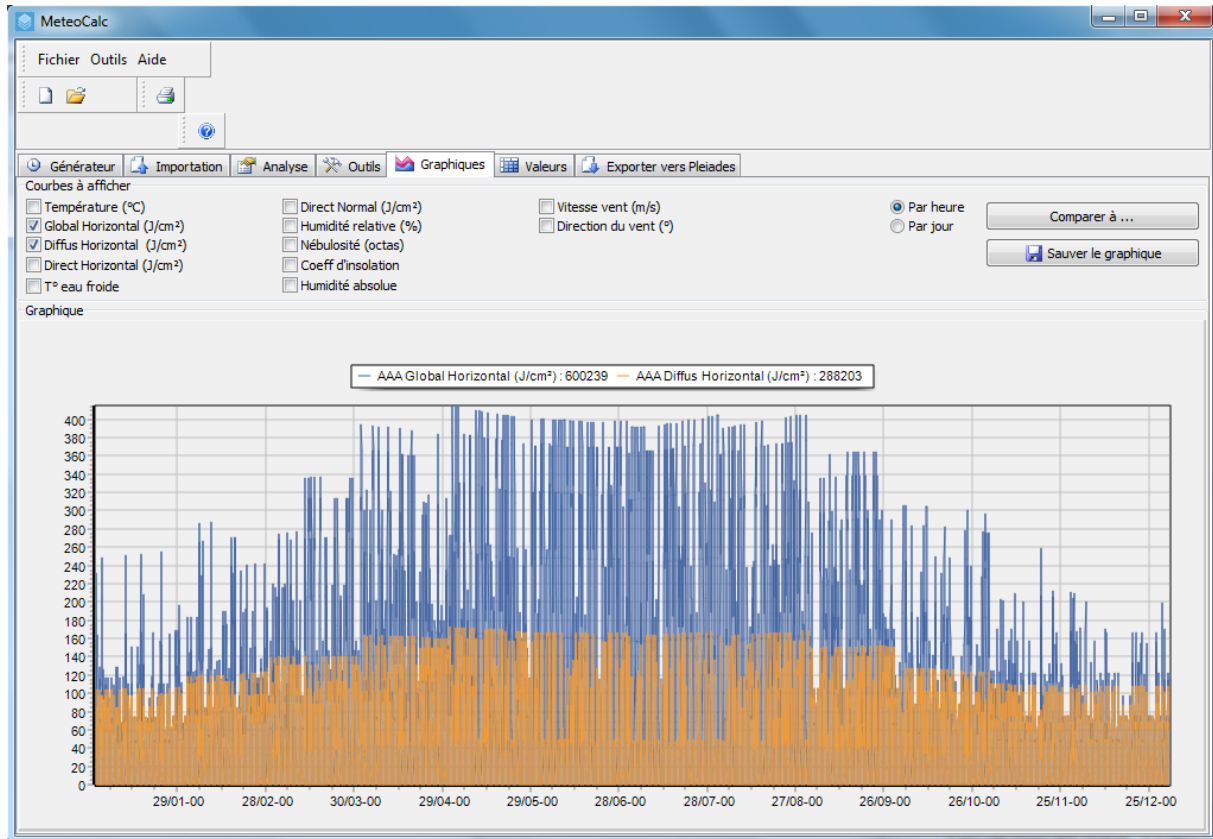 MeteoCalc
Fichier Outils Aide
Générateur Importation Analyse Outils Graphiques Valeurs Exporter vers Pleiades
Courbes à afficher
Température (°C) Direct Normal (J/cm²) Vitesse vent (m/s) Par heure Comparer à ...
Global Horizontal (J/cm²) Humidité relative (%) Direction du vent (°) Par jour
Diffus Horizontal (J/cm²) Nébulosité (octas) Sauver le graphique
Direct Horizontal (J/cm²) Coeff d'insolation
T° eau froide Humidité absolue
Graphique
AAA Global Horizontal (J/cm²) : 600239 AAA Diffus Horizontal (J/cm²) : 288203
400
380
360
340
320
300
280
260
240
220
200
180
160
140
120
100
80
60
40
20
0
29/01-00 28/02-00 30/03-00 29/04-00 29/05-00 28/06-00 28/07-00 27/08-00 26/09-00 26/10-00 25/11-00 25/12-00